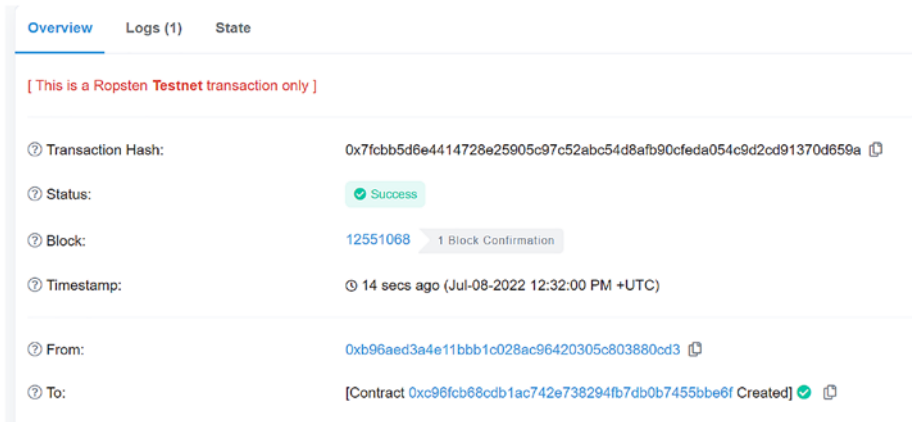 Overview Logs (1) State
[ This is a Ropsten Testnet transaction only ]
Transaction Hash: 0x7fcbb5d6e4414728e25905c97c52abc54d8afb90cfeda054c9d2cd91370d659a
Status: Success
Block: 12551068 1 Block Confirmation
Timestamp: 14 secs ago (Jul-08-2022 12:32:00 PM +UTC)
From: 0xb96aed3a4e11bbb1c028ac96420305c803880cd3
To: [Contract 0xc96fcb68cdb1ac742e738294fb7db0b7455bbe6f Created]